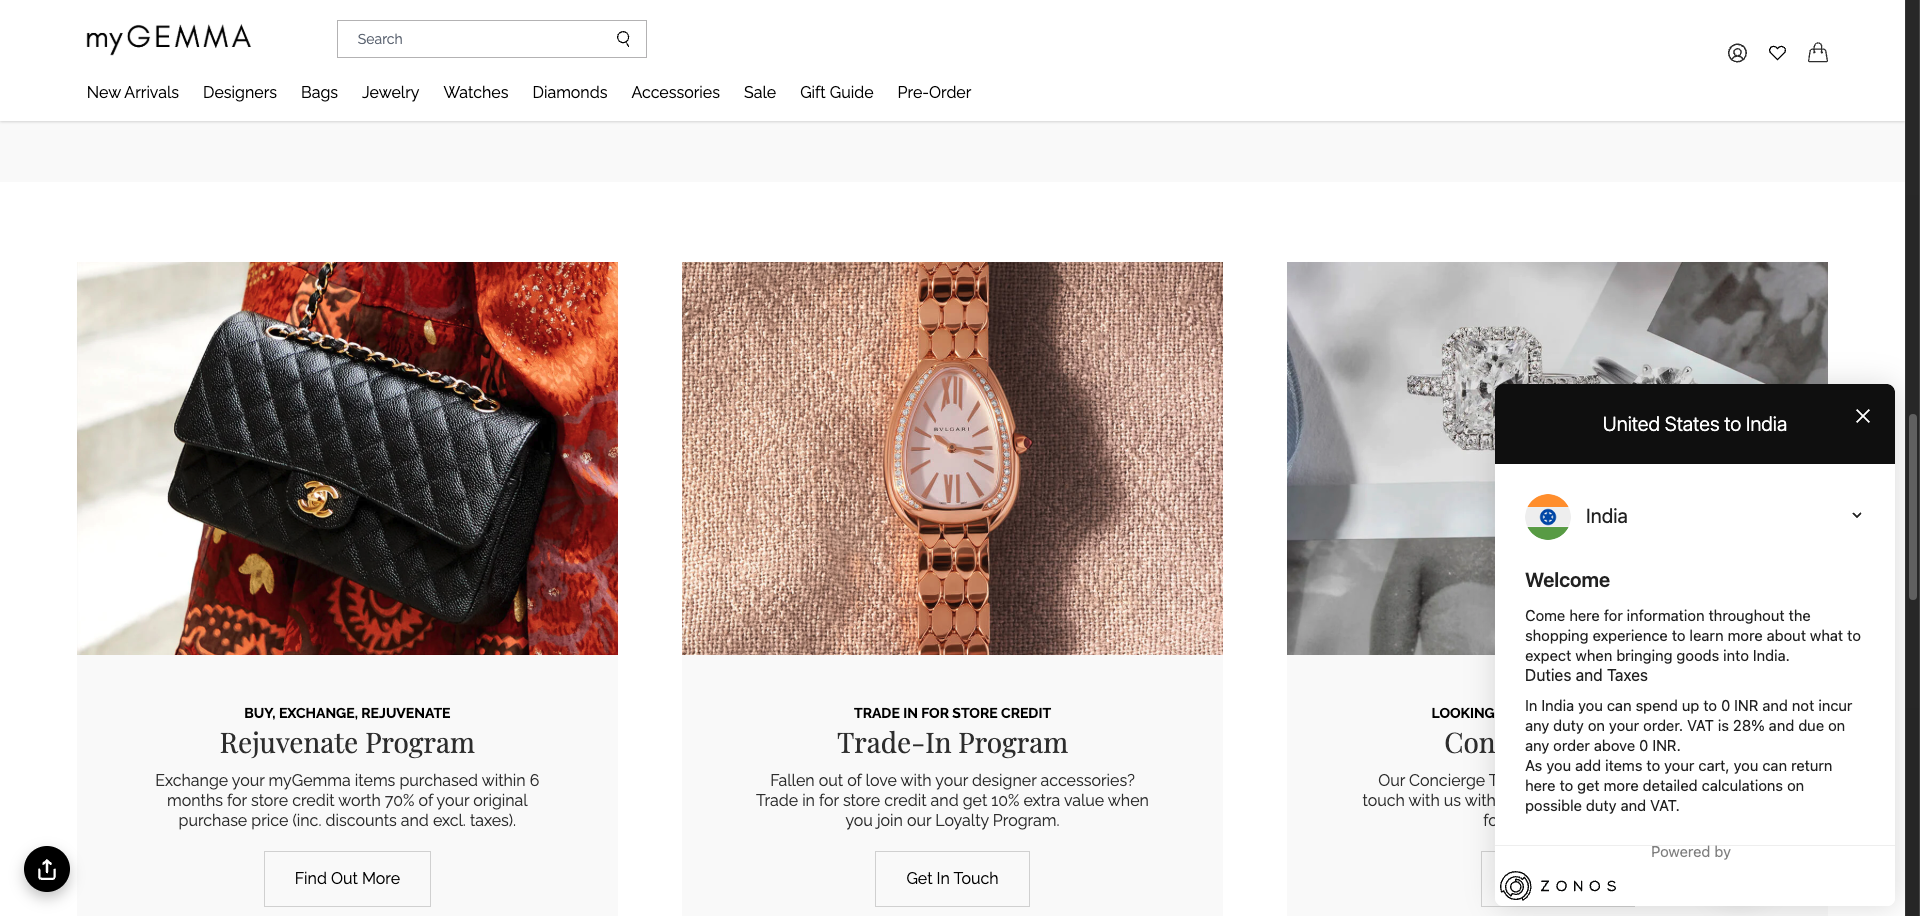 myGEMMA
Search
New Arrivals Designers Bags Jewelry Watches Diamonds Accessories Sale Gift Guide Pre-Order
BVLGARI
BUY, EXCHANGE, REJUVENATE
Rejuvenate Program
Exchange your myGemma items purchased within 6
months for store credit worth 70% of your original
purchase price (inc. discounts and excl. taxes).
Find Out More
TRADE IN FOR STORE CREDIT
Trade-In Program
Fallen out of love with your designer accessories?
Trade in for store credit and get 10% extra value when
you join our Loyalty Program.
Get In Touch
LOOKING
Con
Our Concierge T
touch with us with
fo
United States to India
India
Welcome
Come here for information throughout the
shopping experience to learn more about what to
expect when bringing goods into India.
Duties and Taxes
In India you can spend up to 0 INR and not incur
any duty on your order. VAT is 28% and due on
any order above 0 INR.
As you add items to your cart, you can return
here to get more detailed calculations on
possible duty and VAT.
Powered by
ZONOS